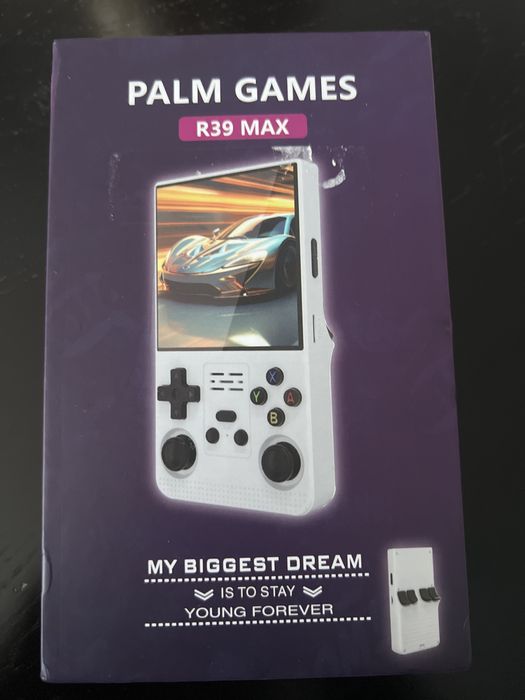 PALM GAMES
R39 MAX
X
Y A
B
MY BIGGEST DREAM
IS TO STAY
YOUNG FOREVER